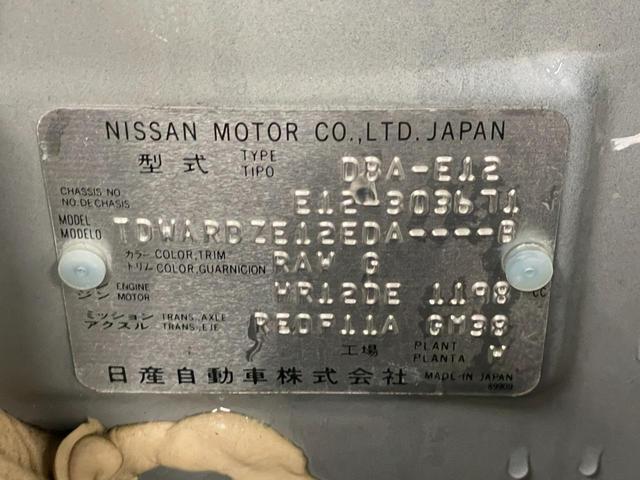 NISSAN MOTOR CO.,LTD. JAPAN
型式 TYPE TIPO DBA-E12
CHASSIS NO. NO.DE CHASIS E12-303671
MODEL MODELO TDWARBZE12EDA----B
カラー COLOR,TRIM トリム COLOR,GUARNICION RAW G
ジン ENGINE MOTOR HR12DE 1198 CC
ミッション TRANS. AXLE アクスル TRANS., EJE RE0F11A GM38
工場 PLANT PLANTA W
日産自動車株式会社 MADE IN JAPAN
89909